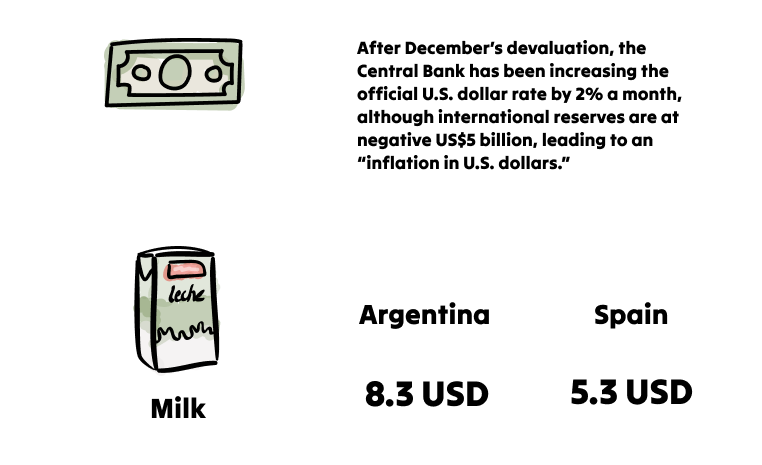 After December’s devaluation, the
Central Bank has been increasing the
official U.S. dollar rate by 2% a month,
although international reserves are at
negative US$5 billion, leading to an
“inflation in U.S. dollars.”
leche
Argentina
Spain
8.3 USD
5.3 USD
Milk